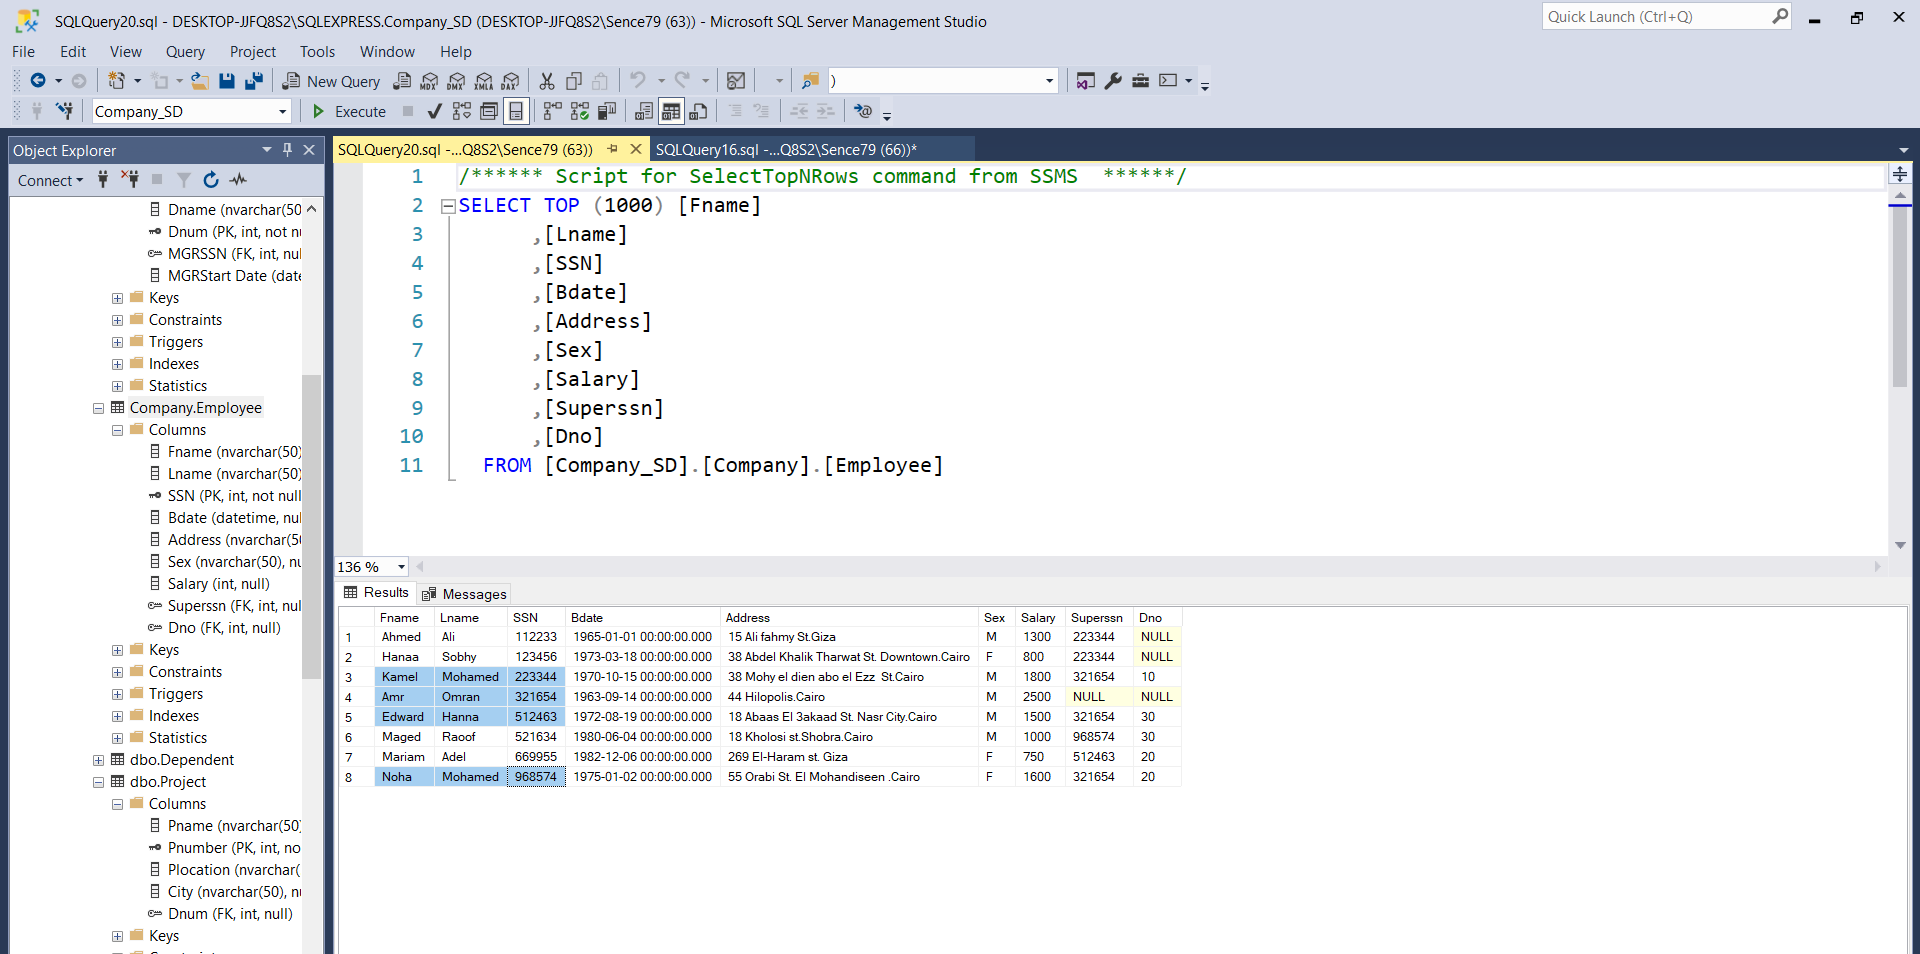 SQLQuery20.sql - DESKTOP-JJFQ8S2\SQLEXPRESS.Company_SD (DESKTOP-JJFQ8S2\Sence79 (63)) - Microsoft SQL Server Management Studio
Quick Launch (Ctrl+Q)
File Edit View Query Project Tools Window Help
New Query MDX DMX XMLA DAX )
Company_SD Execute
Object Explorer
Connect
Dname (nvarchar(50
Dnum (PK, int, not nu
MGRSSN (FK, int, nul
MGRStart Date (date
Keys
Constraints
Triggers
Indexes
Statistics
Company.Employee
Columns
Fname (nvarchar(50)
Lname (nvarchar(50)
SSN (PK, int, not null
Bdate (datetime, nul
Address (nvarchar(50
Sex (nvarchar(50), nu
Salary (int, null)
Superssn (FK, int, nul
Dno (FK, int, null)
Keys
Constraints
Triggers
Indexes
Statistics
dbo.Dependent
dbo.Project
Columns
Pname (nvarchar(50)
Pnumber (PK, int, no
Plocation (nvarchar(
City (nvarchar(50), nu
Dnum (FK, int, null)
Keys
SQLQuery20.sql -...Q8S2\Sence79 (63)) SQLQuery16.sql -...Q8S2\Sence79 (66))*
1 /****** Script for SelectTopNRows command from SSMS  ******/
2 SELECT TOP (1000) [Fname]
3 ,[Lname]
4 ,[SSN]
5 ,[Bdate]
6 ,[Address]
7 ,[Sex]
8 ,[Salary]
9 ,[Superssn]
10 ,[Dno]
11 FROM [Company_SD].[Company].[Employee]
136 %
Results Messages
Fname Lname SSN Bdate Address Sex Salary Superssn Dno
1 Ahmed Ali 112233 1965-01-01 00:00:00.000 15 Ali fahmy St.Giza M 1300 223344 NULL
2 Hanaa Sobhy 123456 1973-03-18 00:00:00.000 38 Abdel Khalik Tharwat St. Downtown.Cairo F 800 223344 NULL
3 Kamel Mohamed 223344 1970-10-15 00:00:00.000 38 Mohy el dien abo el Ezz  St.Cairo M 1800 321654 10
4 Amr Omran 321654 1963-09-14 00:00:00.000 44 Hilopolis.Cairo M 2500 NULL NULL
5 Edward Hanna 512463 1972-08-19 00:00:00.000 18 Abaas El 3akaad St. Nasr City.Cairo M 1500 321654 30
6 Maged Raoof 521634 1980-06-04 00:00:00.000 18 Kholosi st.Shobra.Cairo M 1000 968574 30
7 Mariam Adel 669955 1982-12-06 00:00:00.000 269 El-Haram st. Giza F 750 512463 20
8 Noha Mohamed 968574 1975-01-02 00:00:00.000 55 Orabi St. El Mohandiseen .Cairo F 1600 321654 20